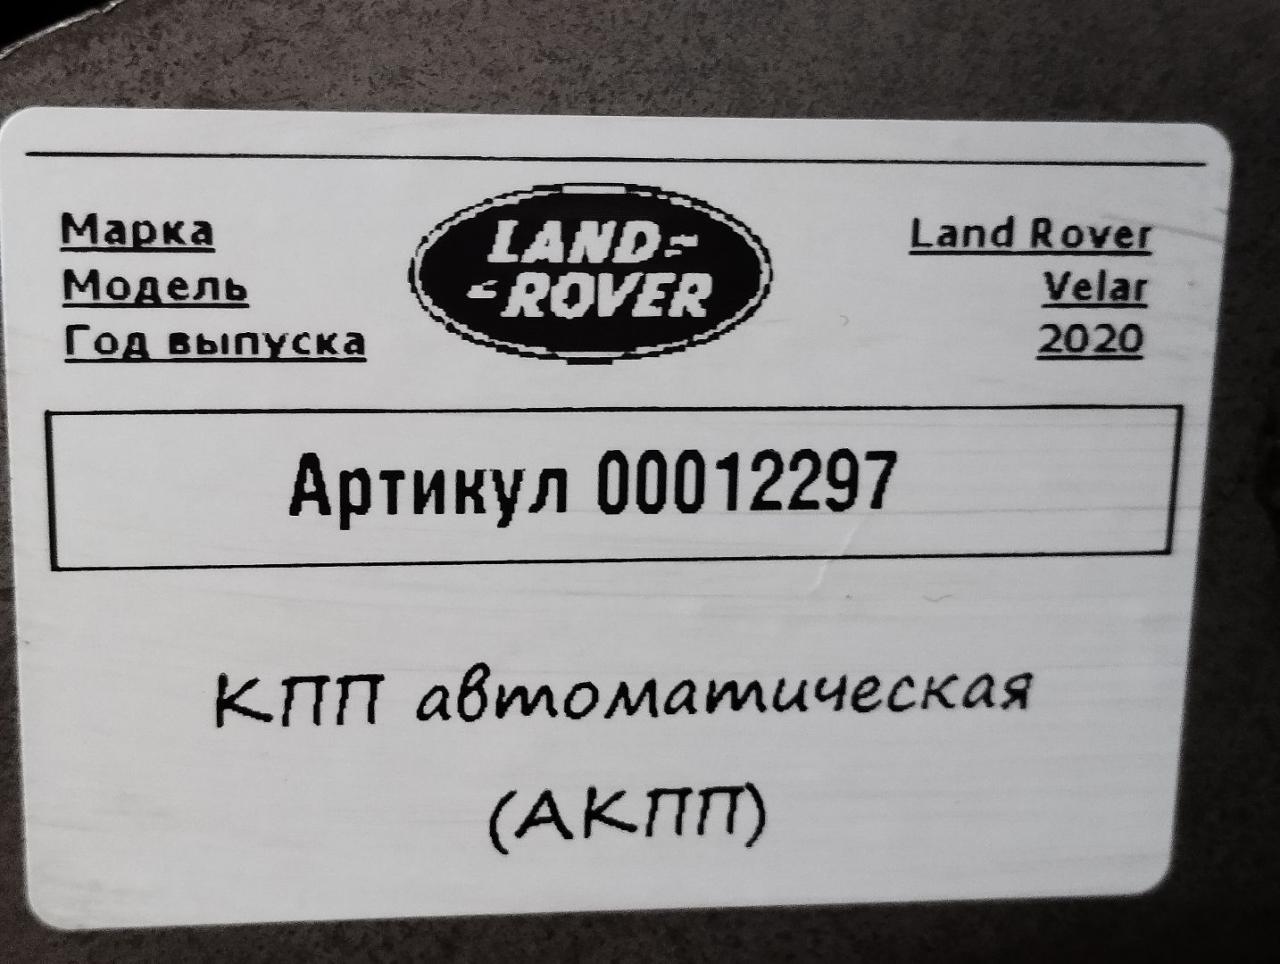 Марка
Модель
Год выпуска
LAND
ROVER
Land Rover
Velar
2020
Артикул 00012297
КПП автоматическая
(АКПП)